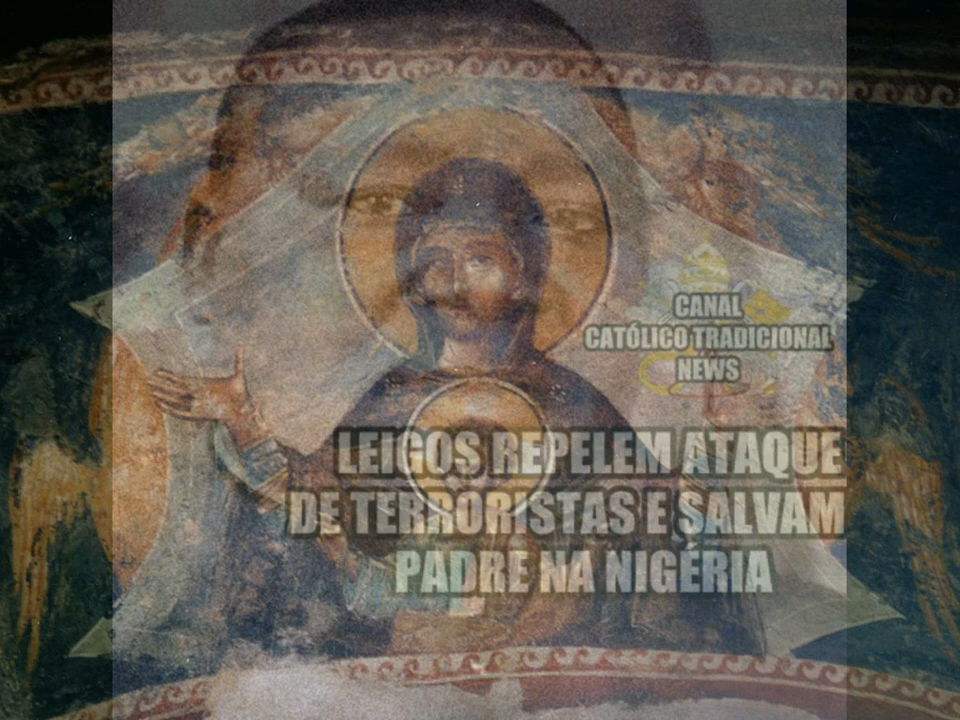 CANAL
CATÓLICO TRADICIONAL
NEWS
LEIGOS REPELEM ATAQUE
DE TERRORISTAS E SALVAM
PADRE NA NIGÉRIA